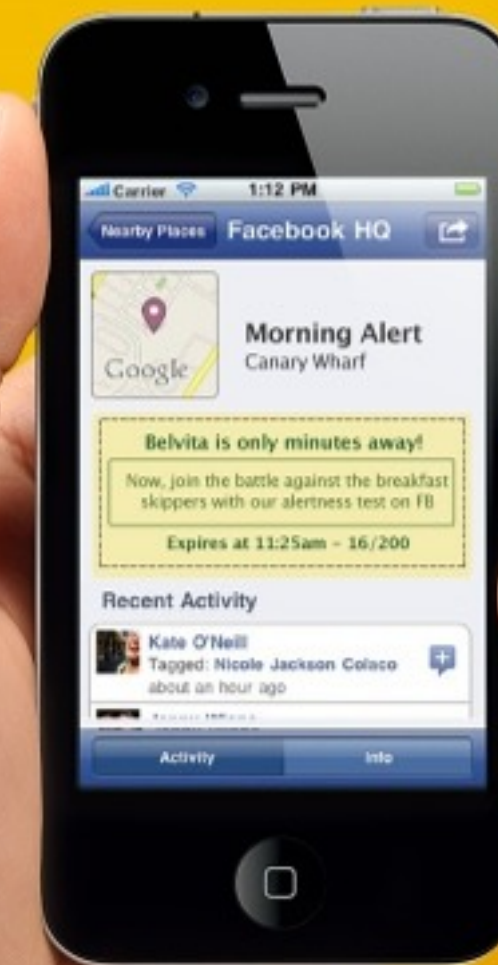 Carrier 1:12 PM
Nearby Places Facebook HQ
Google
Morning Alert
Canary Wharf
Belvita is only minutes away!
Now, join the battle against the breakfast
skippers with our alertness test on FB
Expires at 11:25am – 16/200
Recent Activity
Kate O'Neill
Tagged: Nicole Jackson Colaco
about an hour ago
Activity Info